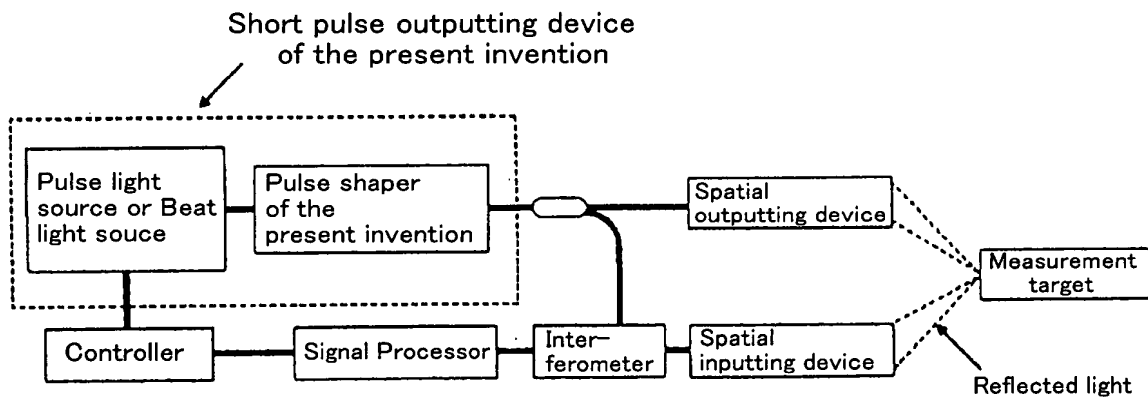 Short pulse outputting device
of the present invention
Pulse light
source or Beat
light souce
Pulse shaper
of the
present invention
Spatial
outputting device
Measurement
target
Controller
Signal Processor
Inter-
ferometer
Spatial
inputting device
Reflected light